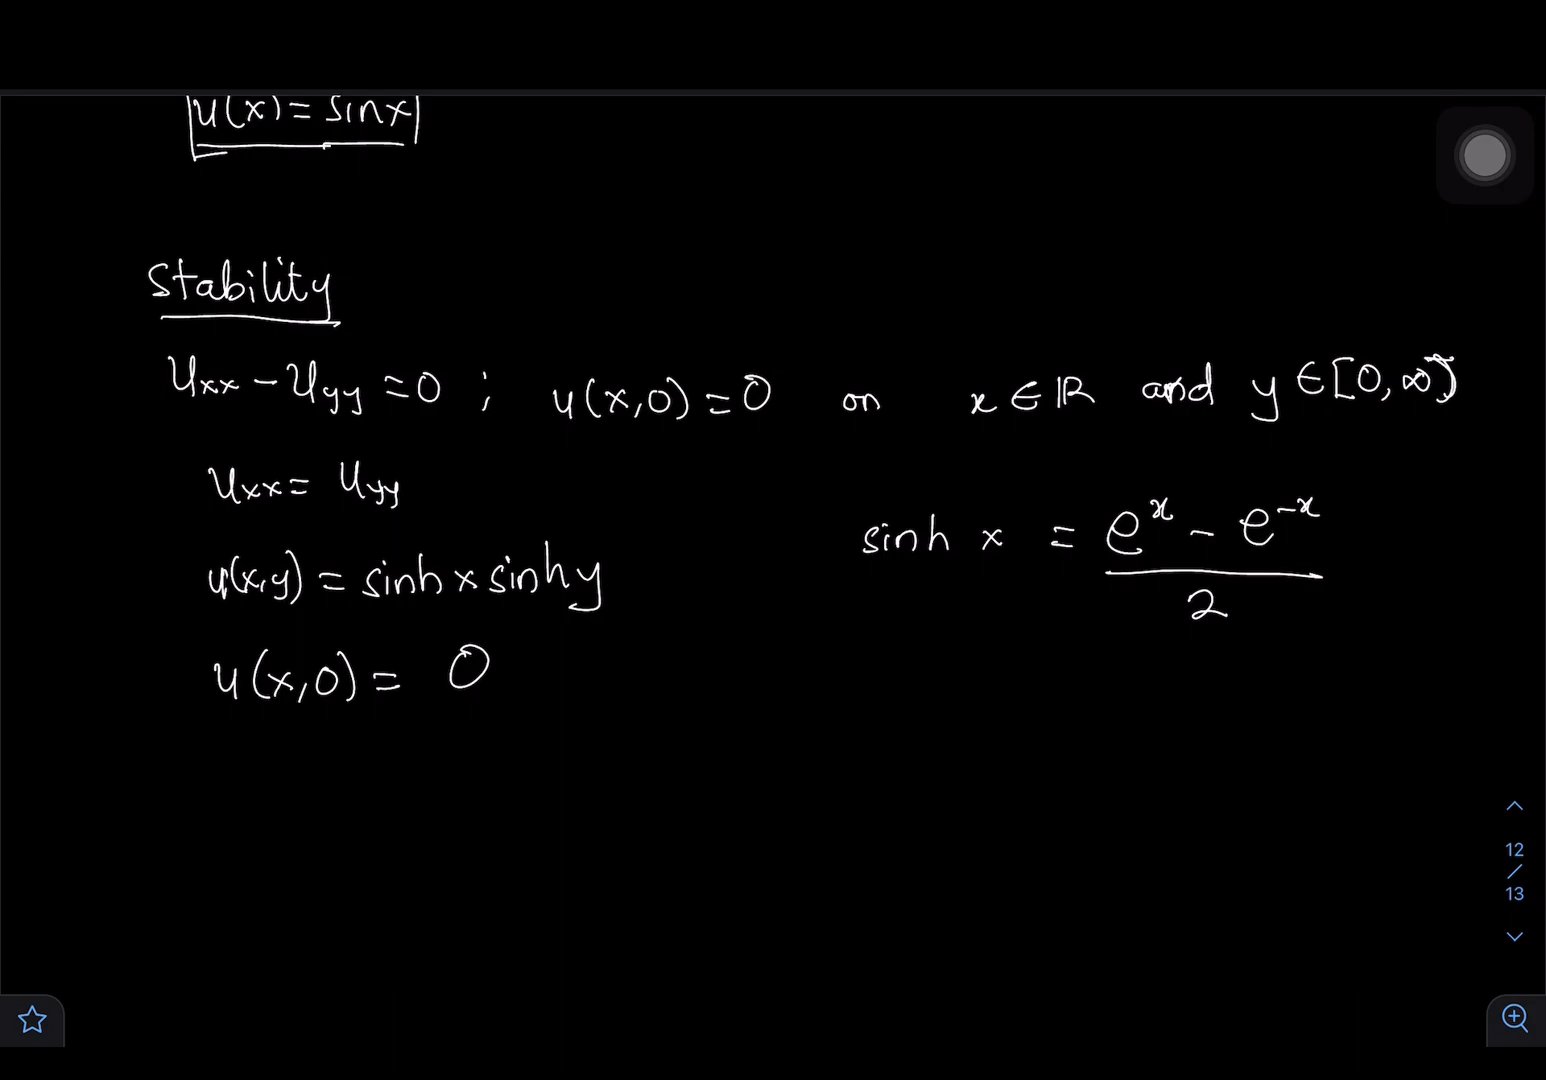 u(x) = sinx
Stability
uxx - uyy = 0 ; u(x,0) = 0 on x ∈ ℝ and y ∈ [0, ∞)
uxx = uyy
sinh x = e^x - e^-x / 2
u(x,y) = sinh x sinh y
u(x,0) = 0
12
/
13